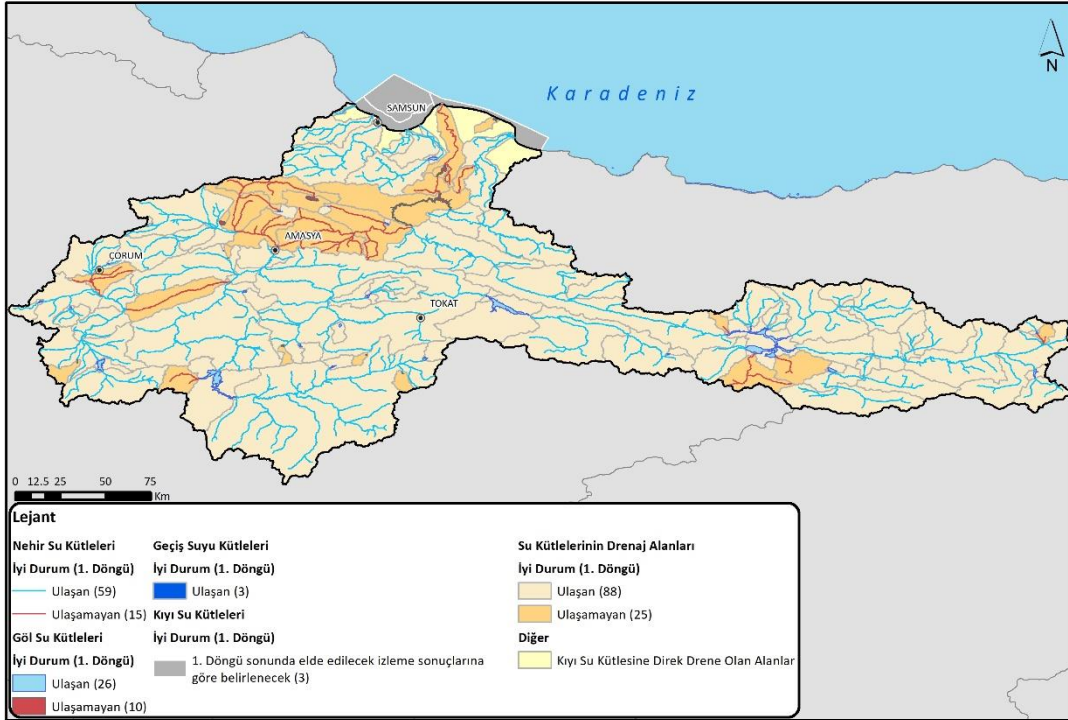 N
Karadeniz
SAMSUN
AMASYA
ÇORUM
TOKAT
0 12.5 25 50 75
Km
Lejant
Nehir Su Kütleleri
İyi Durum (1. Döngü)
Ulaşan (59)
Ulaşamayan (15)
Göl Su Kütleleri
İyi Durum (1. Döngü)
Ulaşan (26)
Ulaşamayan (10)
Geçiş Suyu Kütleleri
İyi Durum (1. Döngü)
Ulaşan (3)
Kıyı Su Kütleleri
İyi Durum (1. Döngü)
1. Döngü sonunda elde edilecek izleme sonuçlarına
göre belirlenecek (3)
Su Kütlelerinin Drenaj Alanları
İyi Durum (1. Döngü)
Ulaşan (88)
Ulaşamayan (25)
Diğer
Kıyı Su Kütlesine Direk Drene Olan Alanlar